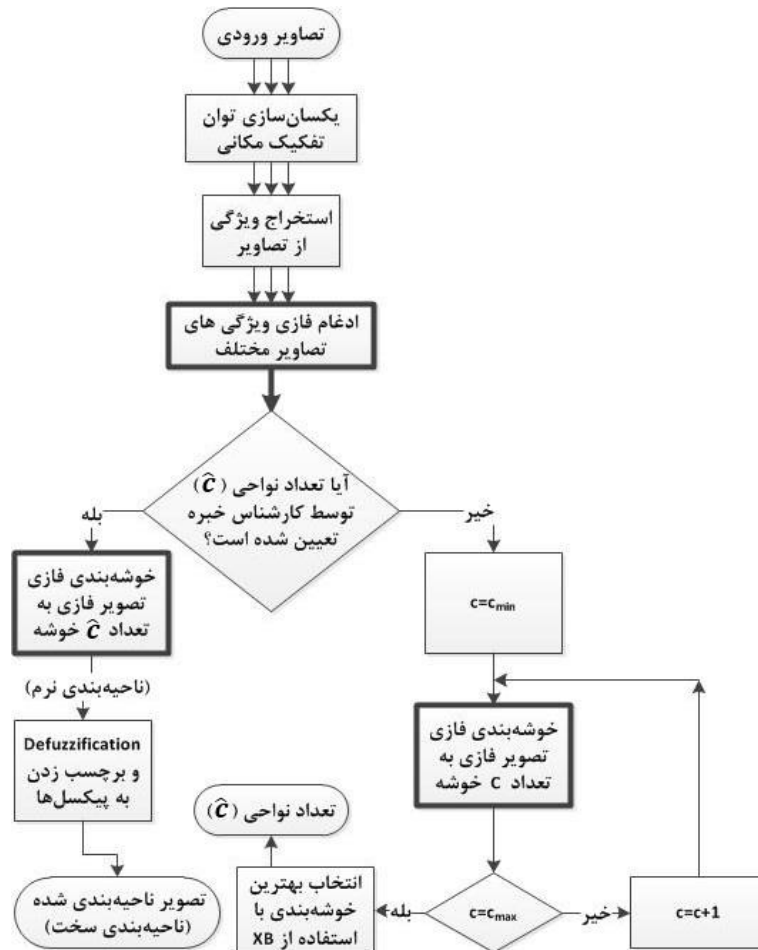 تصاویر ورودی
یکسان‌سازی توان
تفکیک مکانی
استخراج ویژگی
از تصاویر
ادغام فازی ویژگی های
تصاویر مختلف
آیا تعداد نواحی (ĉ)
توسط کارشناس خبره
تعیین شده است؟
بله
خیر
خوشه‌بندی فازی
تصویر فازی به
تعداد ĉ خوشه
(ناحیه‌بندی نرم)
Defuzzification
و برچسب زدن
به پیکسل‌ها
تصویر ناحیه‌بندی شده
(ناحیه‌بندی سخت)
c=cmin
خوشه‌بندی فازی
تصویر فازی به
تعداد C خوشه
c=cmax
خیر
c=c+1
بله
انتخاب بهترین
خوشه‌بندی با
استفاده از XB
تعداد نواحی (ĉ)